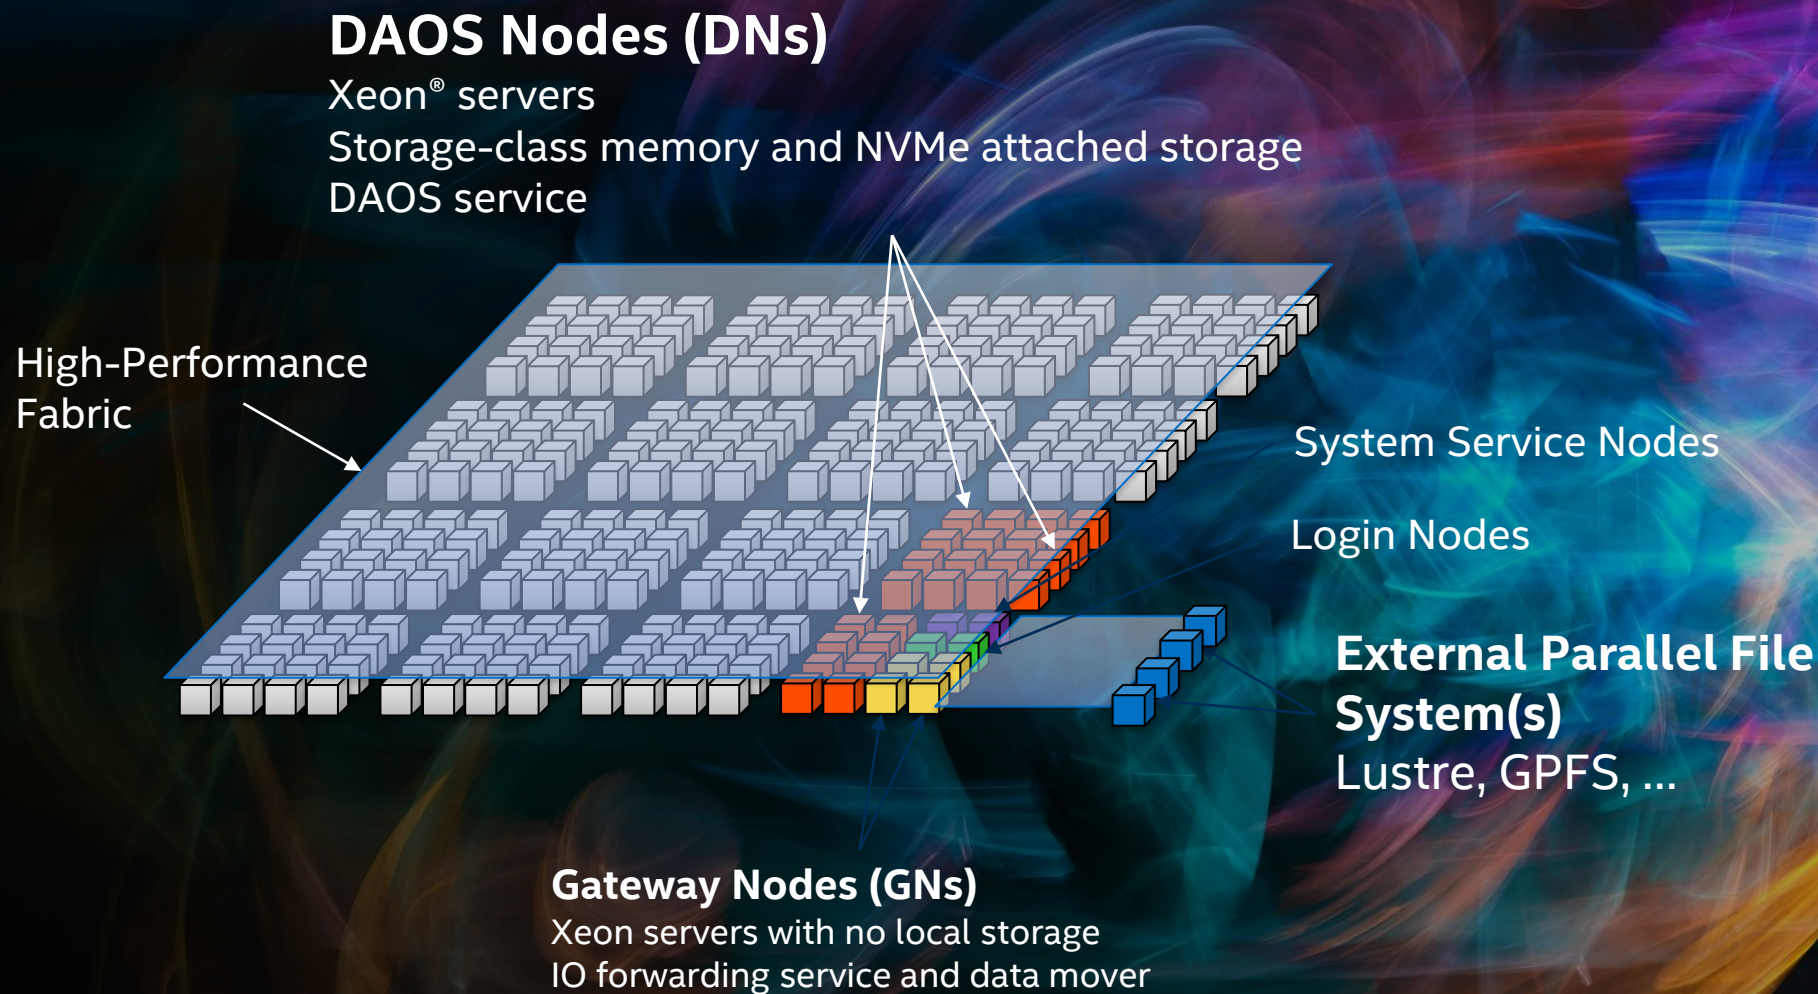 DAOS Nodes (DNs)
Xeon® servers
Storage-class memory and NVMe attached storage
DAOS service
High-Performance
Fabric
System Service Nodes
Login Nodes
External Parallel File
System(s)
Lustre, GPFS, ...
Gateway Nodes (GNs)
Xeon servers with no local storage
IO forwarding service and data mover